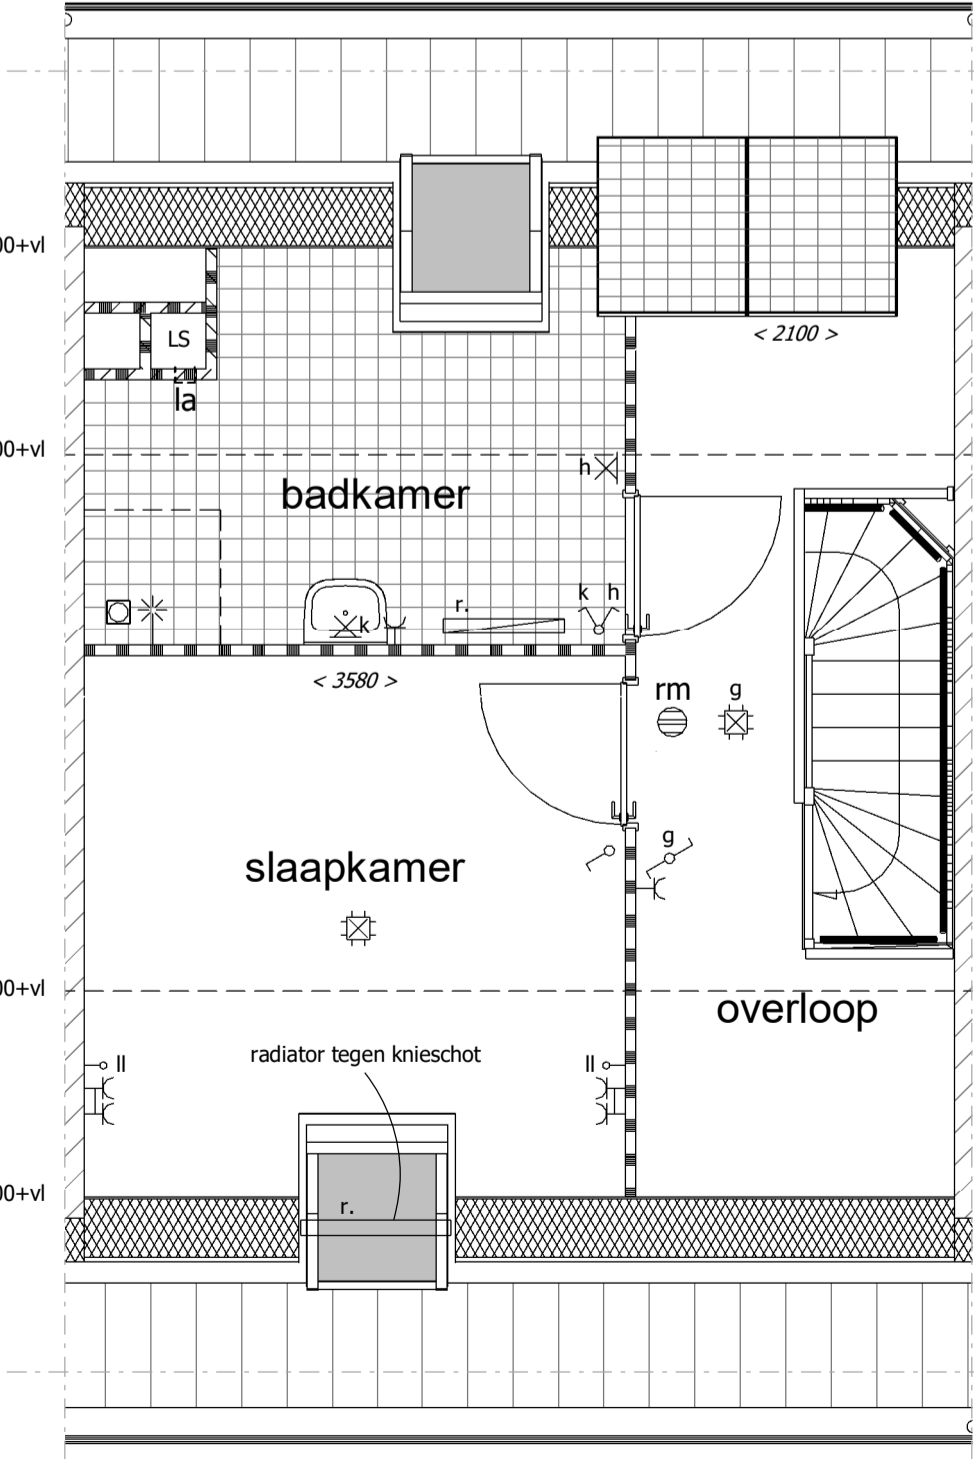 00+vl
< 2100 >
LS
la
00+vl
h
badkamer
k h
r.
k
< 3580 >
rm g
g
slaapkamer
00+vl
overloop
radiator tegen knieschot
ll ll
00+vl
r.